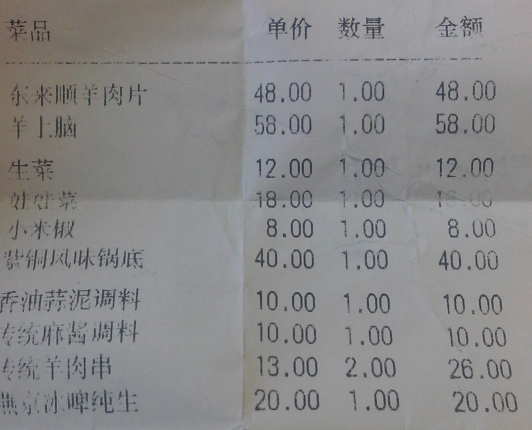 菜品 单价 数量 金额
东来顺羊肉片 48.00 1.00 48.00
羊上脑 58.00 1.00 58.00
生菜 12.00 1.00 12.00
娃娃菜 18.00 1.00 18.00
小米椒 8.00 1.00 8.00
紫铜风味锅底 40.00 1.00 40.00
香油蒜泥调料 10.00 1.00 10.00
传统麻酱调料 10.00 1.00 10.00
传统羊肉串 13.00 2.00 26.00
燕京冰啤纯生 20.00 1.00 20.00